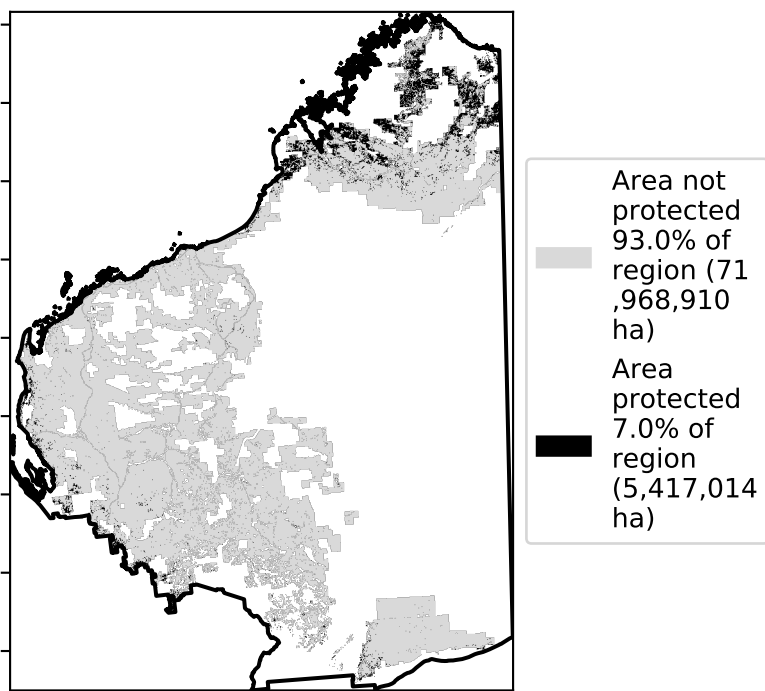 Area not
protected
93.0% of
region (71
,968,910
ha)
Area
protected
7.0% of
region
(5,417,014
ha)